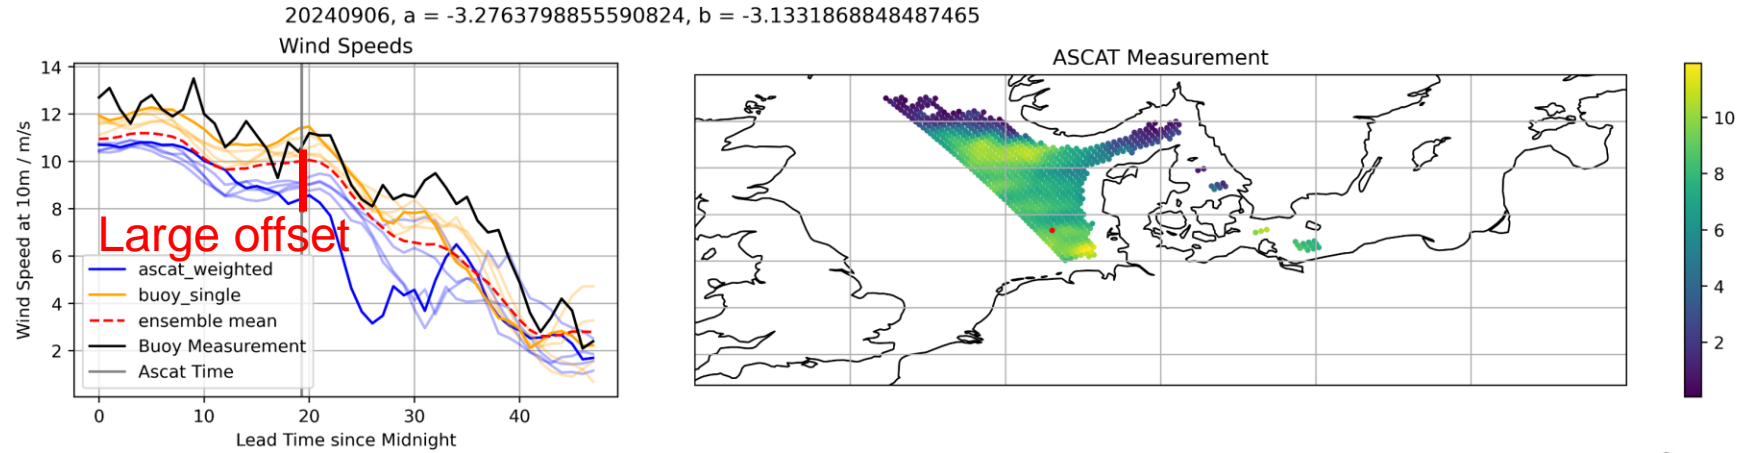 20240906, a = -3.2763798855590824, b = -3.1331868848487465
Wind Speeds
14
12
10
8
6
4
2
Wind Speed at 10m / m/s
Large offset
ascat_weighted
buoy_single
ensemble mean
Buoy Measurement
Ascat Time
0 10 20 30 40
Lead Time since Midnight
ASCAT Measurement
10
8
6
4
2